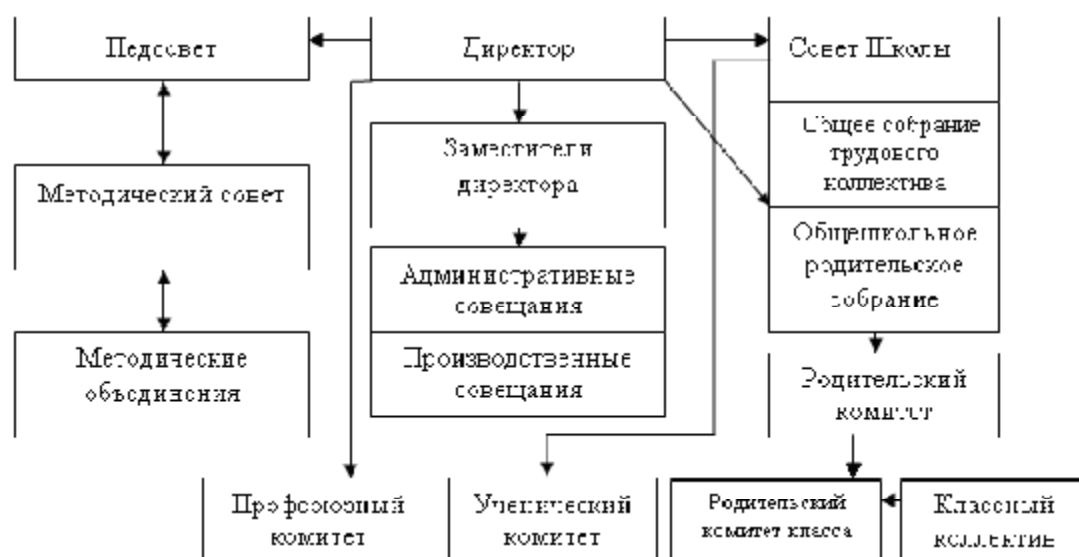 Педсовет
Директор
Совет Школы
Заместители
директора
Общее собрание
трудового
коллектива
Методический совет
Общешкольное
родительское
собрание
Административные
совещания
Методические
объединения
Производственные
совещания
Родительский
комитет
Профсоюзный
комитет
Ученический
комитет
Родительский
комитет класса
Классный
коллектив